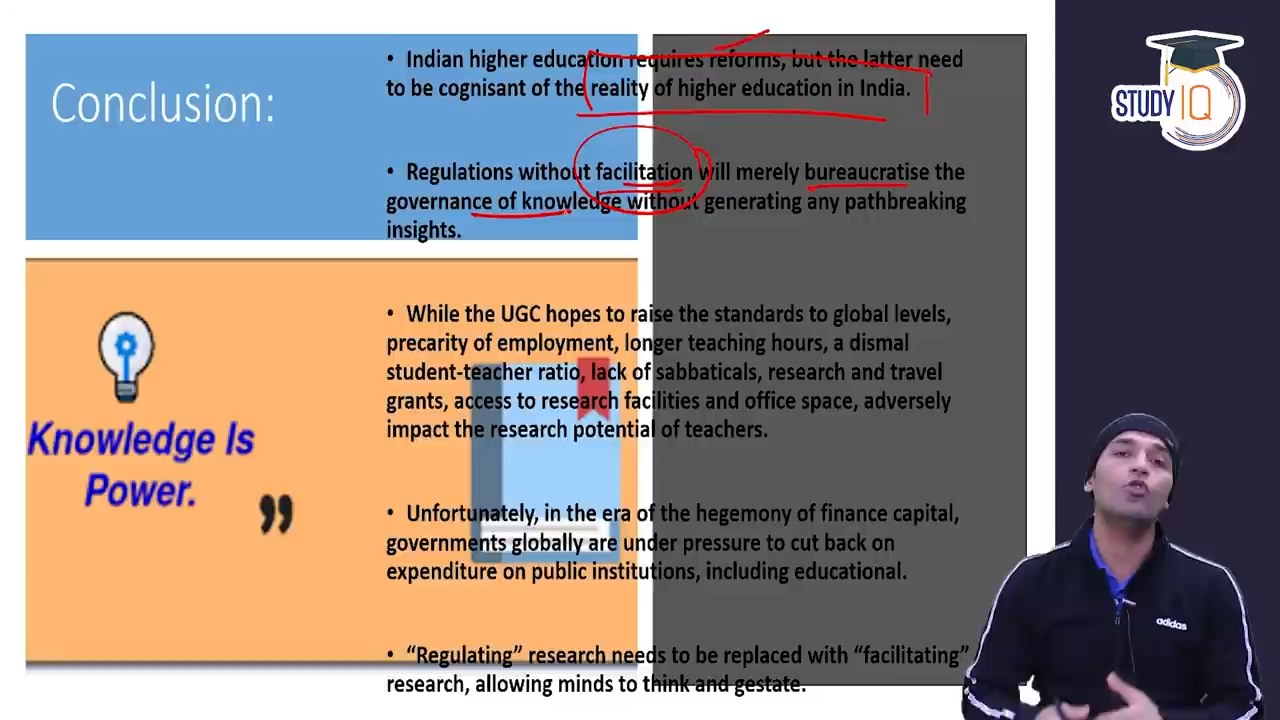 Conclusion:
• Indian higher education requires reforms, but the latter need
to be cognisant of the reality of higher education in India.
• Regulations without facilitation will merely bureaucratise the
governance of knowledge without generating any pathbreaking
insights.
• While the UGC hopes to raise the standards to global levels,
precarity of employment, longer teaching hours, a dismal
student-teacher ratio, lack of sabbaticals, research and travel
grants, access to research facilities and office space, adversely
impact the research potential of teachers.
• Unfortunately, in the era of the hegemony of finance capital,
governments globally are under pressure to cut back on
expenditure on public institutions, including educational.
• “Regulating” research needs to be replaced with “facilitating”
research, allowing minds to think and gestate.
Knowledge Is
Power.
”
STUDY IQ
adidas